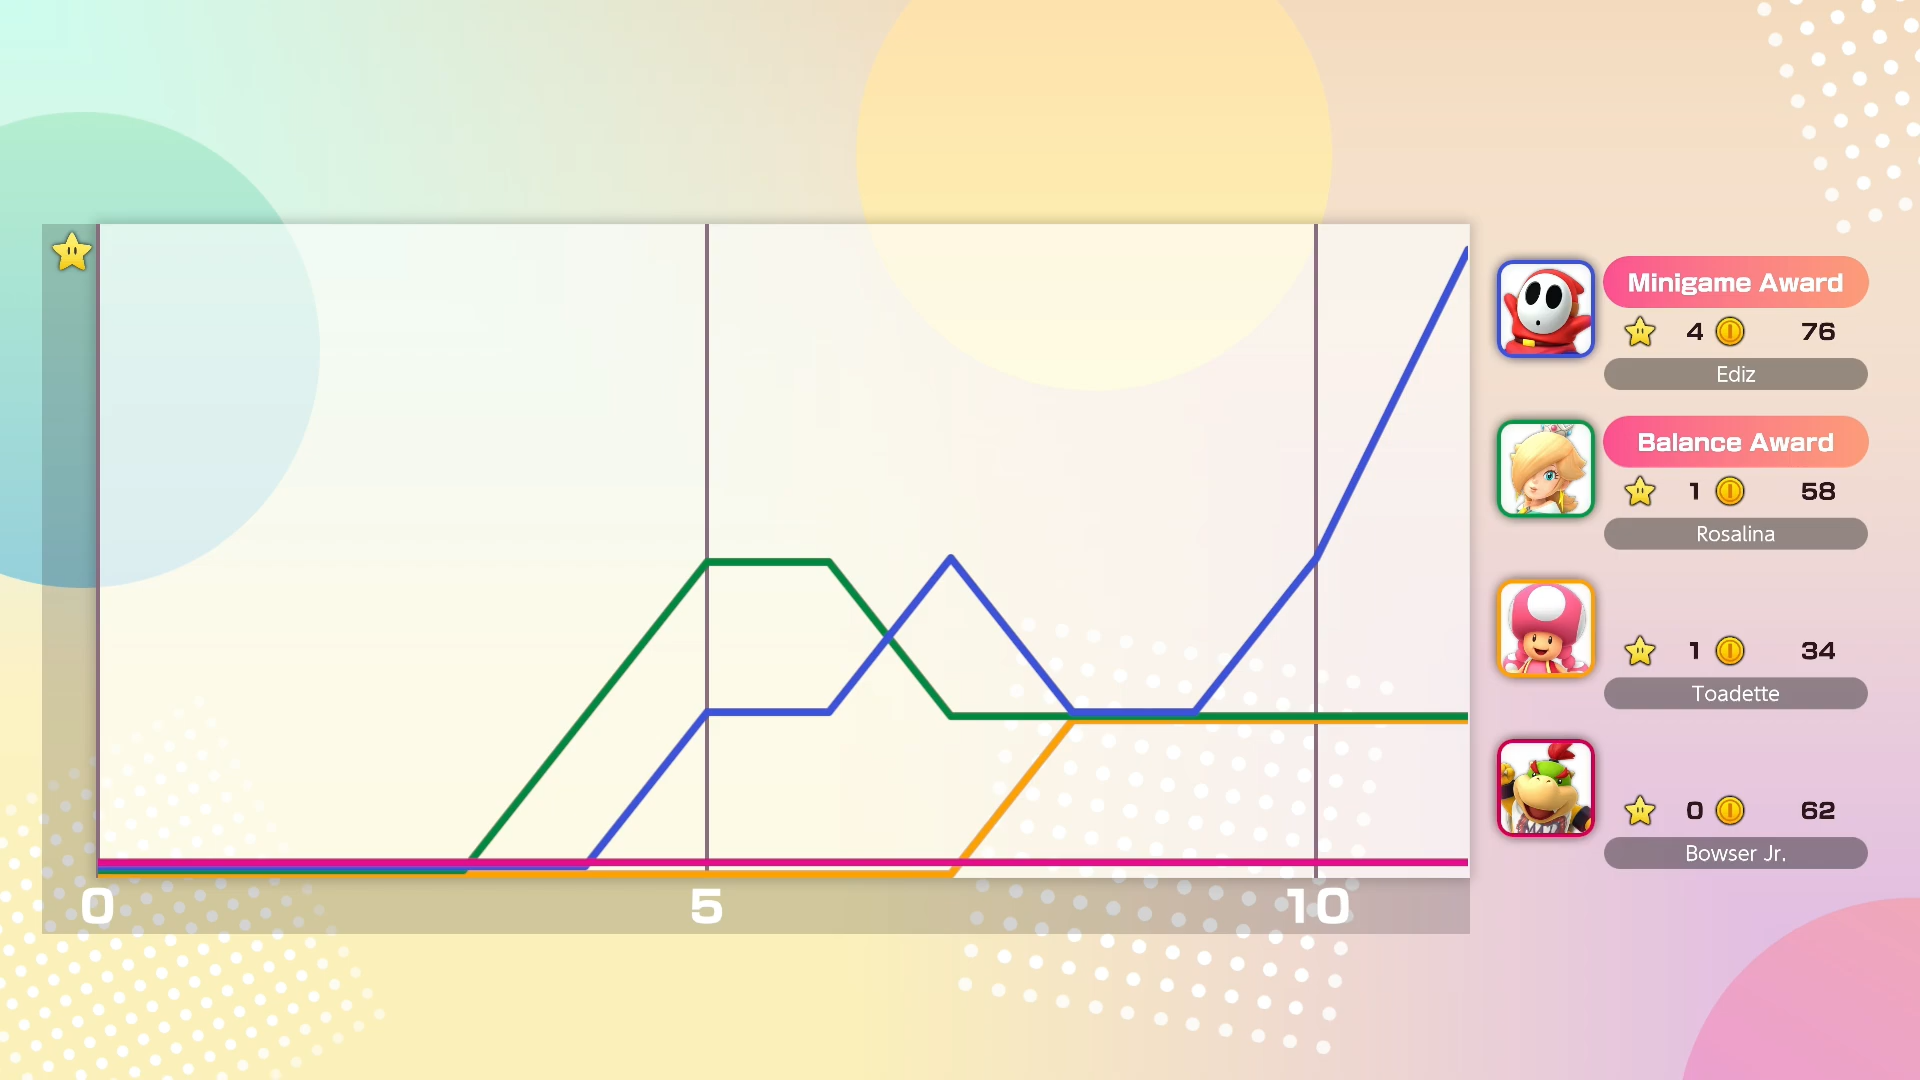 Minigame Award
4 76
Ediz
Balance Award
1 58
Rosalina
1 34
Toadette
0 62
Bowser Jr.
0 5 10